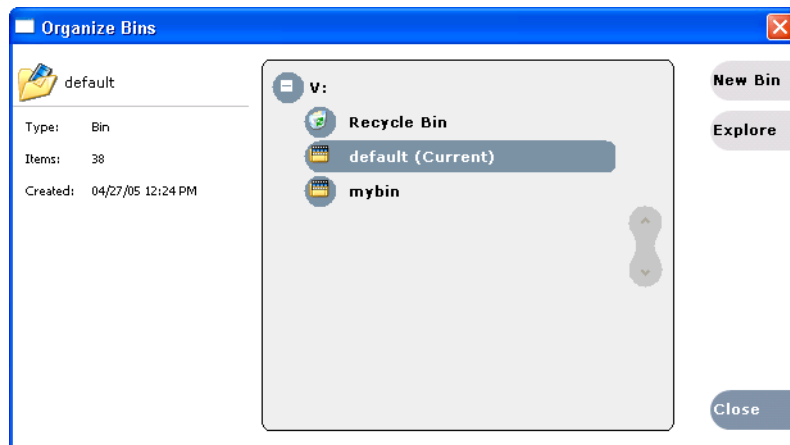 Organize Bins
default
Type: Bin
Items: 38
Created: 04/27/05 12:24 PM
V:
Recycle Bin
default (Current)
mybin
New Bin
Explore
Close